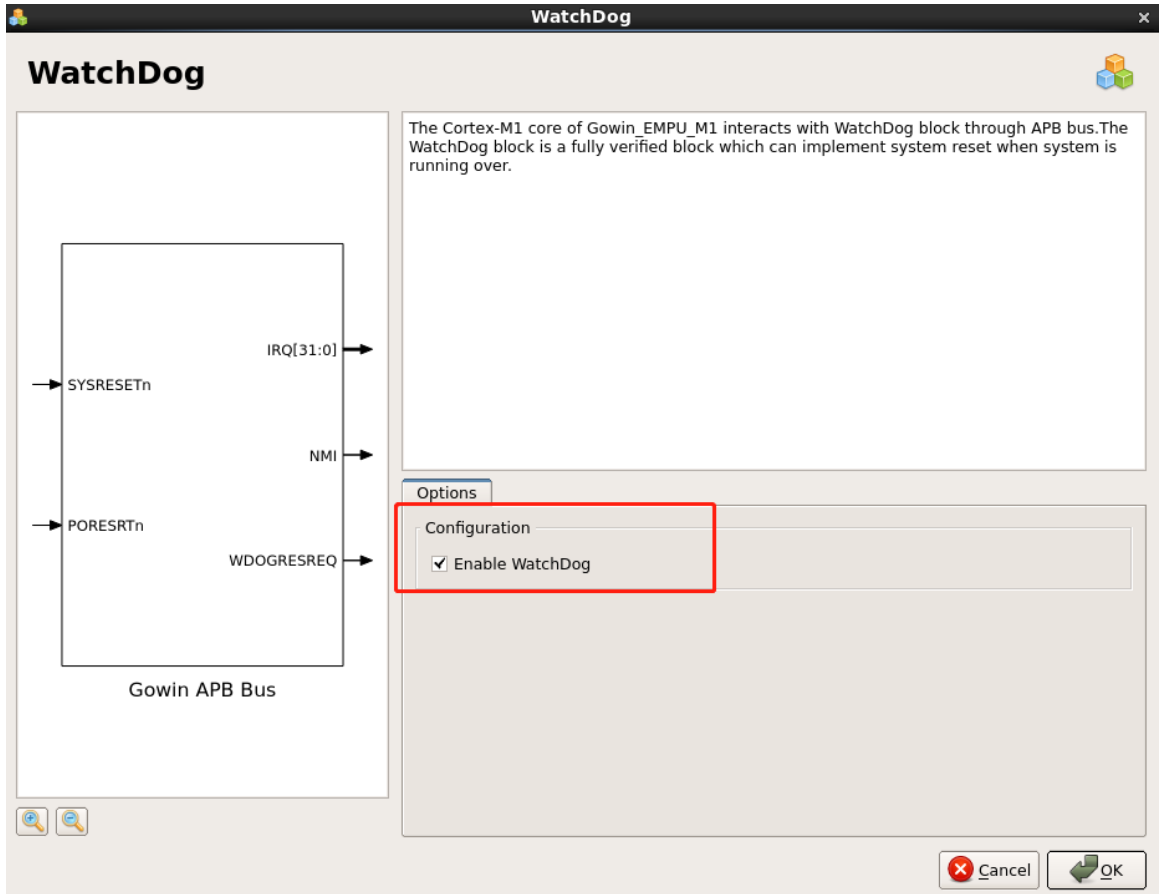 WatchDog
WatchDog
The Cortex-M1 core of Gowin_EMPU_M1 interacts with WatchDog block through APB bus.The
WatchDog block is a fully verified block which can implement system reset when system is
running over.
IRQ[31:0]
SYSRESETn
NMI
PORESRTn
WDOGRESREQ
Gowin APB Bus
Options
Configuration
Enable WatchDog
Cancel
OK